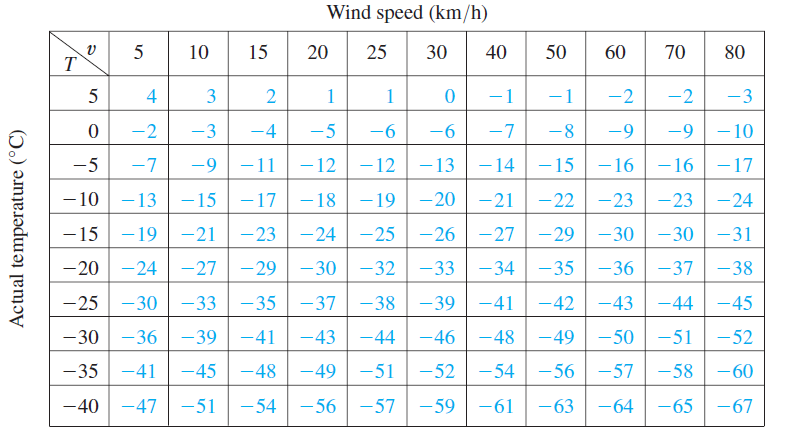 Wind speed (km/h)
T v 5 10 15 20 25 30 40 50 60 70 80
Actual temperature (°C)
5 4 3 2 1 1 0 −1 −1 −2 −2 −3
0 −2 −3 −4 −5 −6 −6 −7 −8 −9 −9 −10
−5 −7 −9 −11 −12 −12 −13 −14 −15 −16 −16 −17
−10 −13 −15 −17 −18 −19 −20 −21 −22 −23 −23 −24
−15 −19 −21 −23 −24 −25 −26 −27 −29 −30 −30 −31
−20 −24 −27 −29 −30 −32 −33 −34 −35 −36 −37 −38
−25 −30 −33 −35 −37 −38 −39 −41 −42 −43 −44 −45
−30 −36 −39 −41 −43 −44 −46 −48 −49 −50 −51 −52
−35 −41 −45 −48 −49 −51 −52 −54 −56 −57 −58 −60
−40 −47 −51 −54 −56 −57 −59 −61 −63 −64 −65 −67